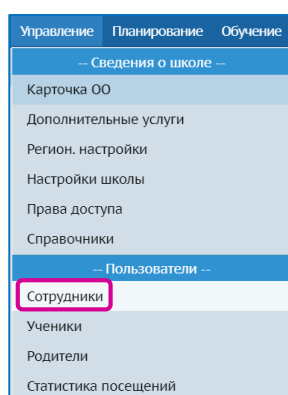 Управление Планирование Обучение
-- Сведения о школе --
Карточка ОО
Дополнительные услуги
Регион. настройки
Настройки школы
Права доступа
Справочники
-- Пользователи --
Сотрудники
Ученики
Родители
Статистика посещений